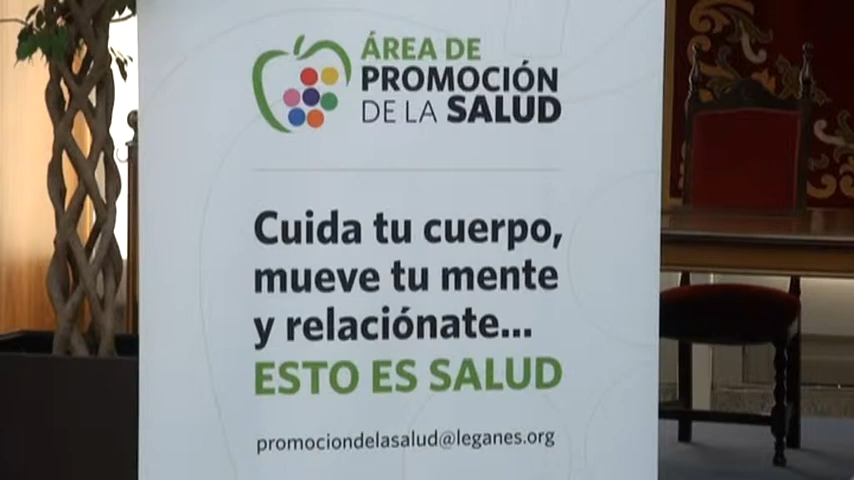 ÁREA DE
PROMOCIÓN
DE LA SALUD
Cuida tu cuerpo,
mueve tu mente
y relaciónate...
ESTO ES SALUD
promociondelasalud@leganes.org